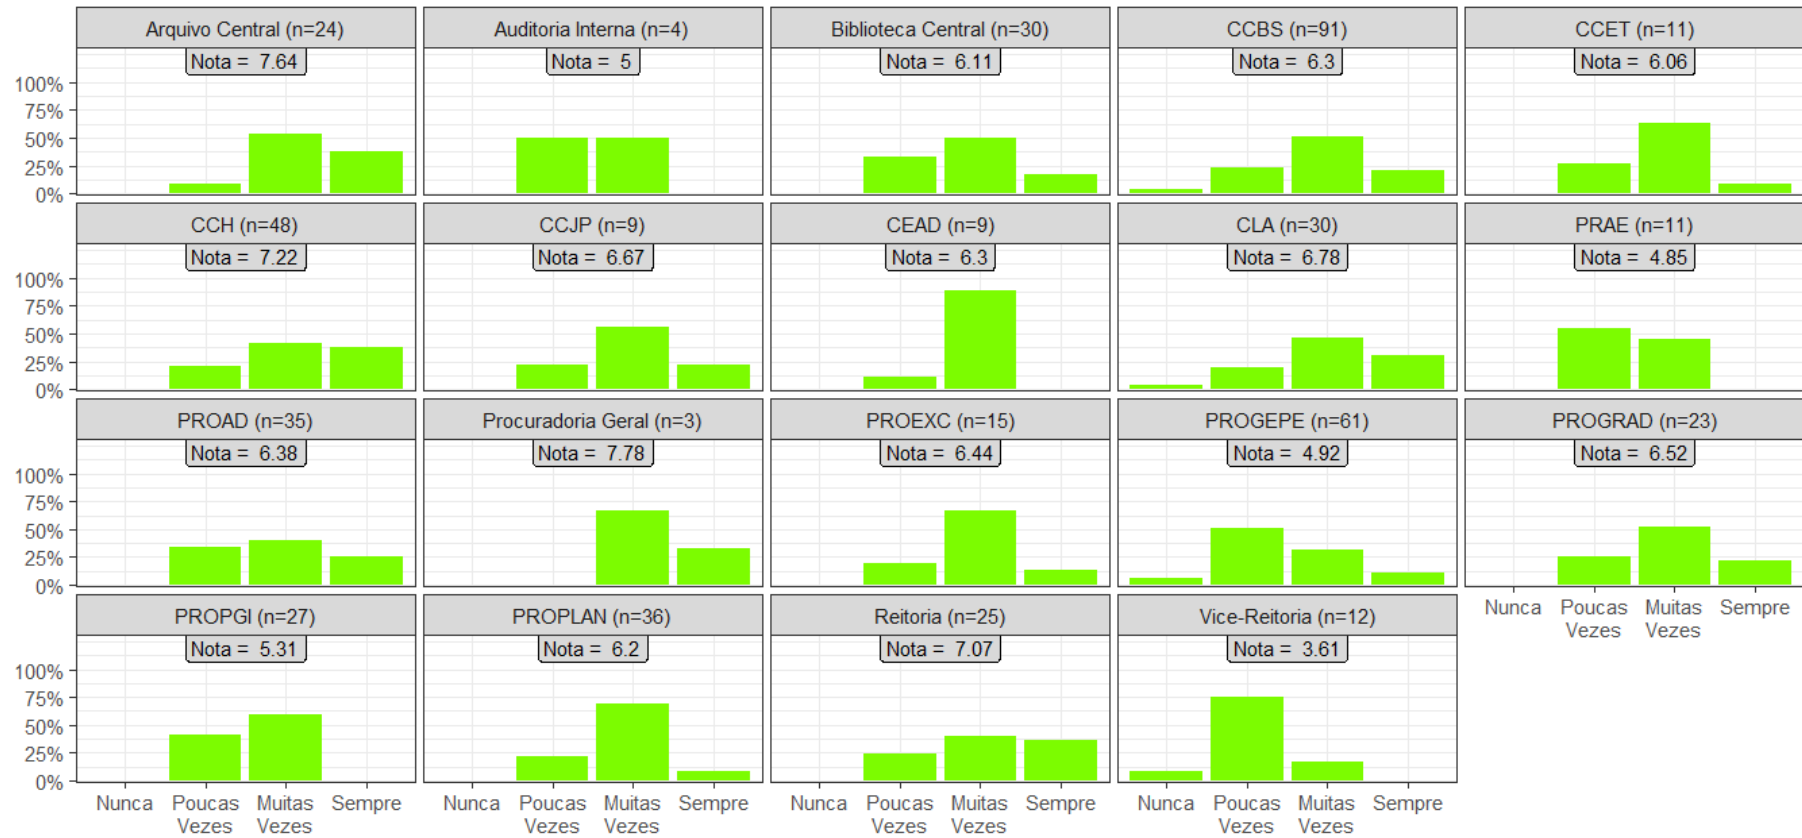 Arquivo Central (n=24)
Auditoria Interna (n=4)
Biblioteca Central (n=30)
CCBS (n=91)
CCET (n=11)
Nota = 7.64
Nota = 5
Nota = 6.11
Nota = 6.3
Nota = 6.06
100%
75%
50%
25%
0%
CCH (n=48)
CCJP (n=9)
CEAD (n=9)
CLA (n=30)
PRAE (n=11)
Nota = 7.22
Nota = 6.67
Nota = 6.3
Nota = 6.78
Nota = 4.85
100%
75%
50%
25%
0%
PROAD (n=35)
Procuradoria Geral (n=3)
PROEXC (n=15)
PROGEPE (n=61)
PROGRAD (n=23)
Nota = 6.38
Nota = 7.78
Nota = 6.44
Nota = 4.92
Nota = 6.52
100%
75%
50%
25%
0%
Nunca
Poucas
Vezes
Muitas
Vezes
Sempre
PROPGI (n=27)
PROPLAN (n=36)
Reitoria (n=25)
Vice-Reitoria (n=12)
Nota = 5.31
Nota = 6.2
Nota = 7.07
Nota = 3.61
100%
75%
50%
25%
0%
Nunca
Poucas
Vezes
Muitas
Vezes
Sempre
Nunca
Poucas
Vezes
Muitas
Vezes
Sempre
Nunca
Poucas
Vezes
Muitas
Vezes
Sempre
Nunca
Poucas
Vezes
Muitas
Vezes
Sempre